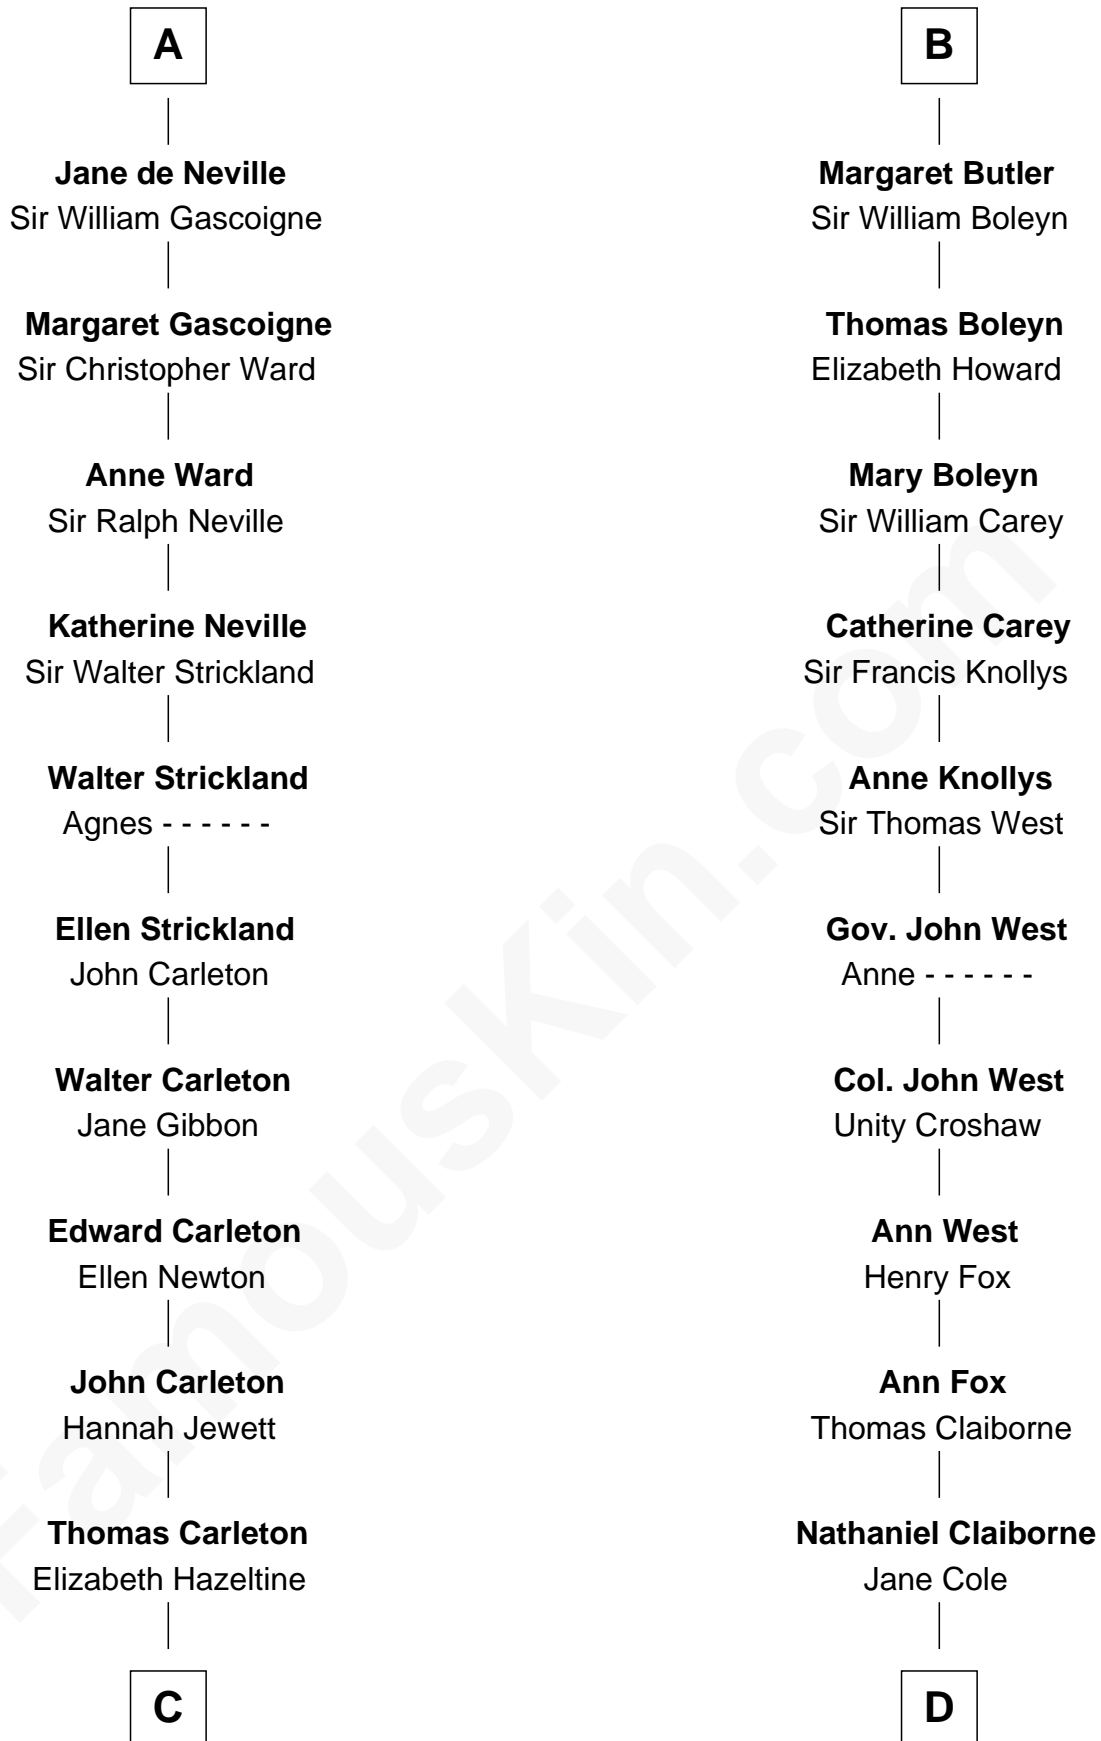 A
Jane de Neville
Sir William Gascoigne
Margaret Gascoigne
Sir Christopher Ward
Anne Ward
Sir Ralph Neville
Katherine Neville
Sir Walter Strickland
Walter Strickland
Agnes - - - - - -
Ellen Strickland
John Carleton
Walter Carleton
Jane Gibbon
Edward Carleton
Ellen Newton
John Carleton
Hannah Jewett
Thomas Carleton
Elizabeth Hazeltine
C
B
Margaret Butler
Sir William Boleyn
Thomas Boleyn
Elizabeth Howard
Mary Boleyn
Sir William Carey
Catherine Carey
Sir Francis Knollys
Anne Knollys
Sir Thomas West
Gov. John West
Anne - - - - - -
Col. John West
Unity Croshaw
Ann West
Henry Fox
Ann Fox
Thomas Claiborne
Nathaniel Claiborne
Jane Cole
D
FamousKin.com